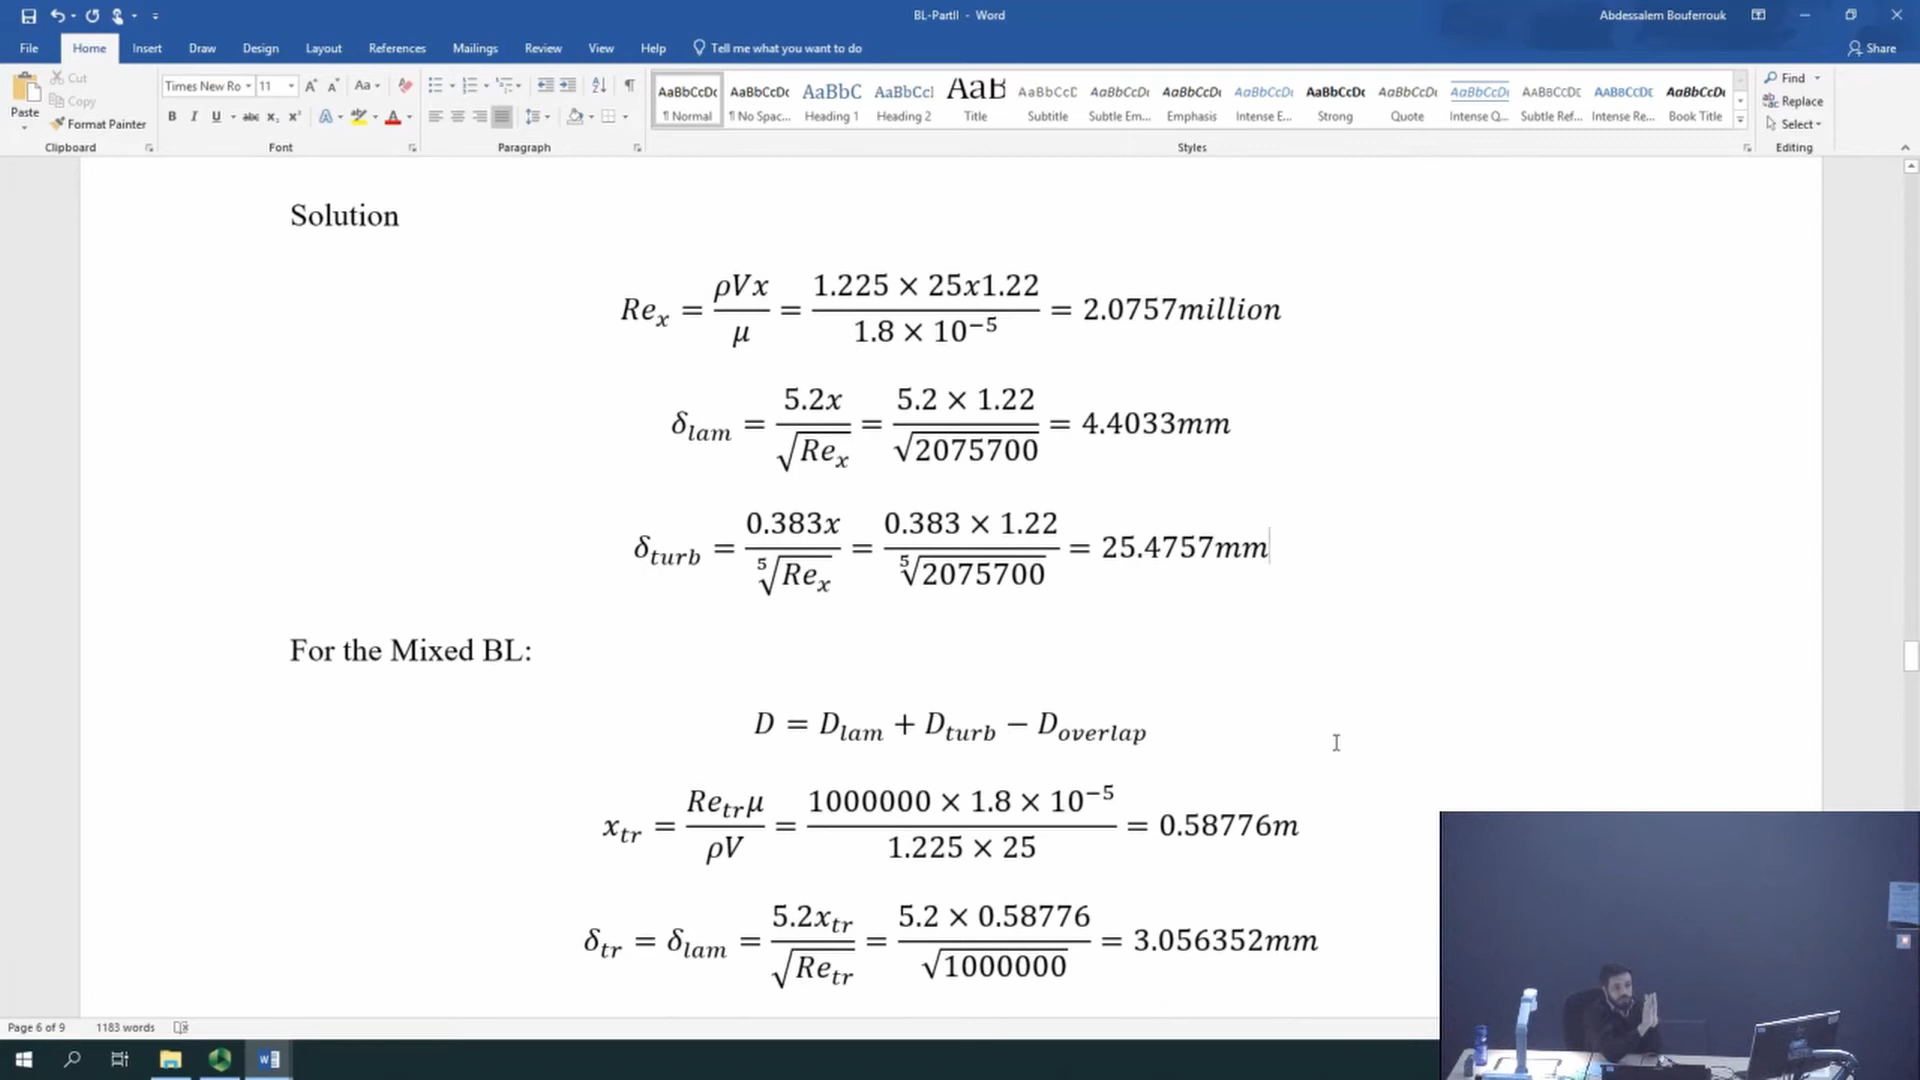 BL-PartII - Word
Abdessalem Bouferrouk
File Home Insert Draw Design Layout References Mailings Review View Help Tell me what you want to do
Share
Paste
Cut
Copy
Format Painter
Clipboard
Times New Ro 11
Font
Paragraph
AaBbCcDc ¶ Normal
AaBbCcDc ¶ No Spac...
AaBbC Heading 1
AaBbCcI Heading 2
AaB Title
AaBbCcD Subtitle
AaBbCcDc Subtle Em...
AaBbCcDc Emphasis
AaBbCcDc Intense E...
AaBbCcDc Strong
AaBbCcDc Quote
AaBbCcDc Intense Q...
AABBCCDC Subtle Ref...
AABBCCDC Intense Re...
AaBbCcDc Book Title
Styles
Find
Replace
Select
Editing
Solution
Re_x = ρVx/μ = (1.225 × 25x1.22)/(1.8 × 10⁻⁵) = 2.0757million
δ_lam = 5.2x/√Re_x = (5.2 × 1.22)/√2075700 = 4.4033mm
δ_turb = 0.383x/⁵√Re_x = (0.383 × 1.22)/⁵√2075700 = 25.4757mm
For the Mixed BL:
D = D_lam + D_turb − D_overlap
x_tr = Re_trμ/ρV = (1000000 × 1.8 × 10⁻⁵)/(1.225 × 25) = 0.58776m
δ_tr = δ_lam = 5.2x_tr/√Re_tr = (5.2 × 0.58776)/√1000000 = 3.056352mm
Page 6 of 9 1183 words